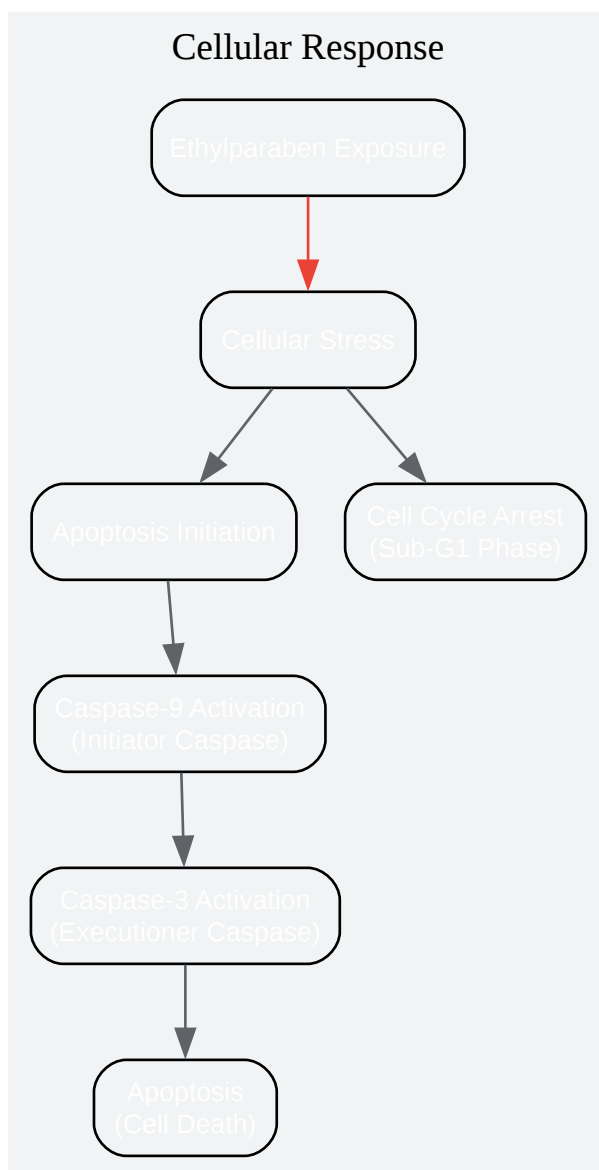 Cellular Response
Ethylparaben Exposure
Cellular Stress
Apoptosis Initiation
Cell Cycle Arrest
(Sub-G1 Phase)
Caspase-9 Activation
(Initiator Caspase)
Caspase-3 Activation
(Executioner Caspase)
Apoptosis
(Cell Death)